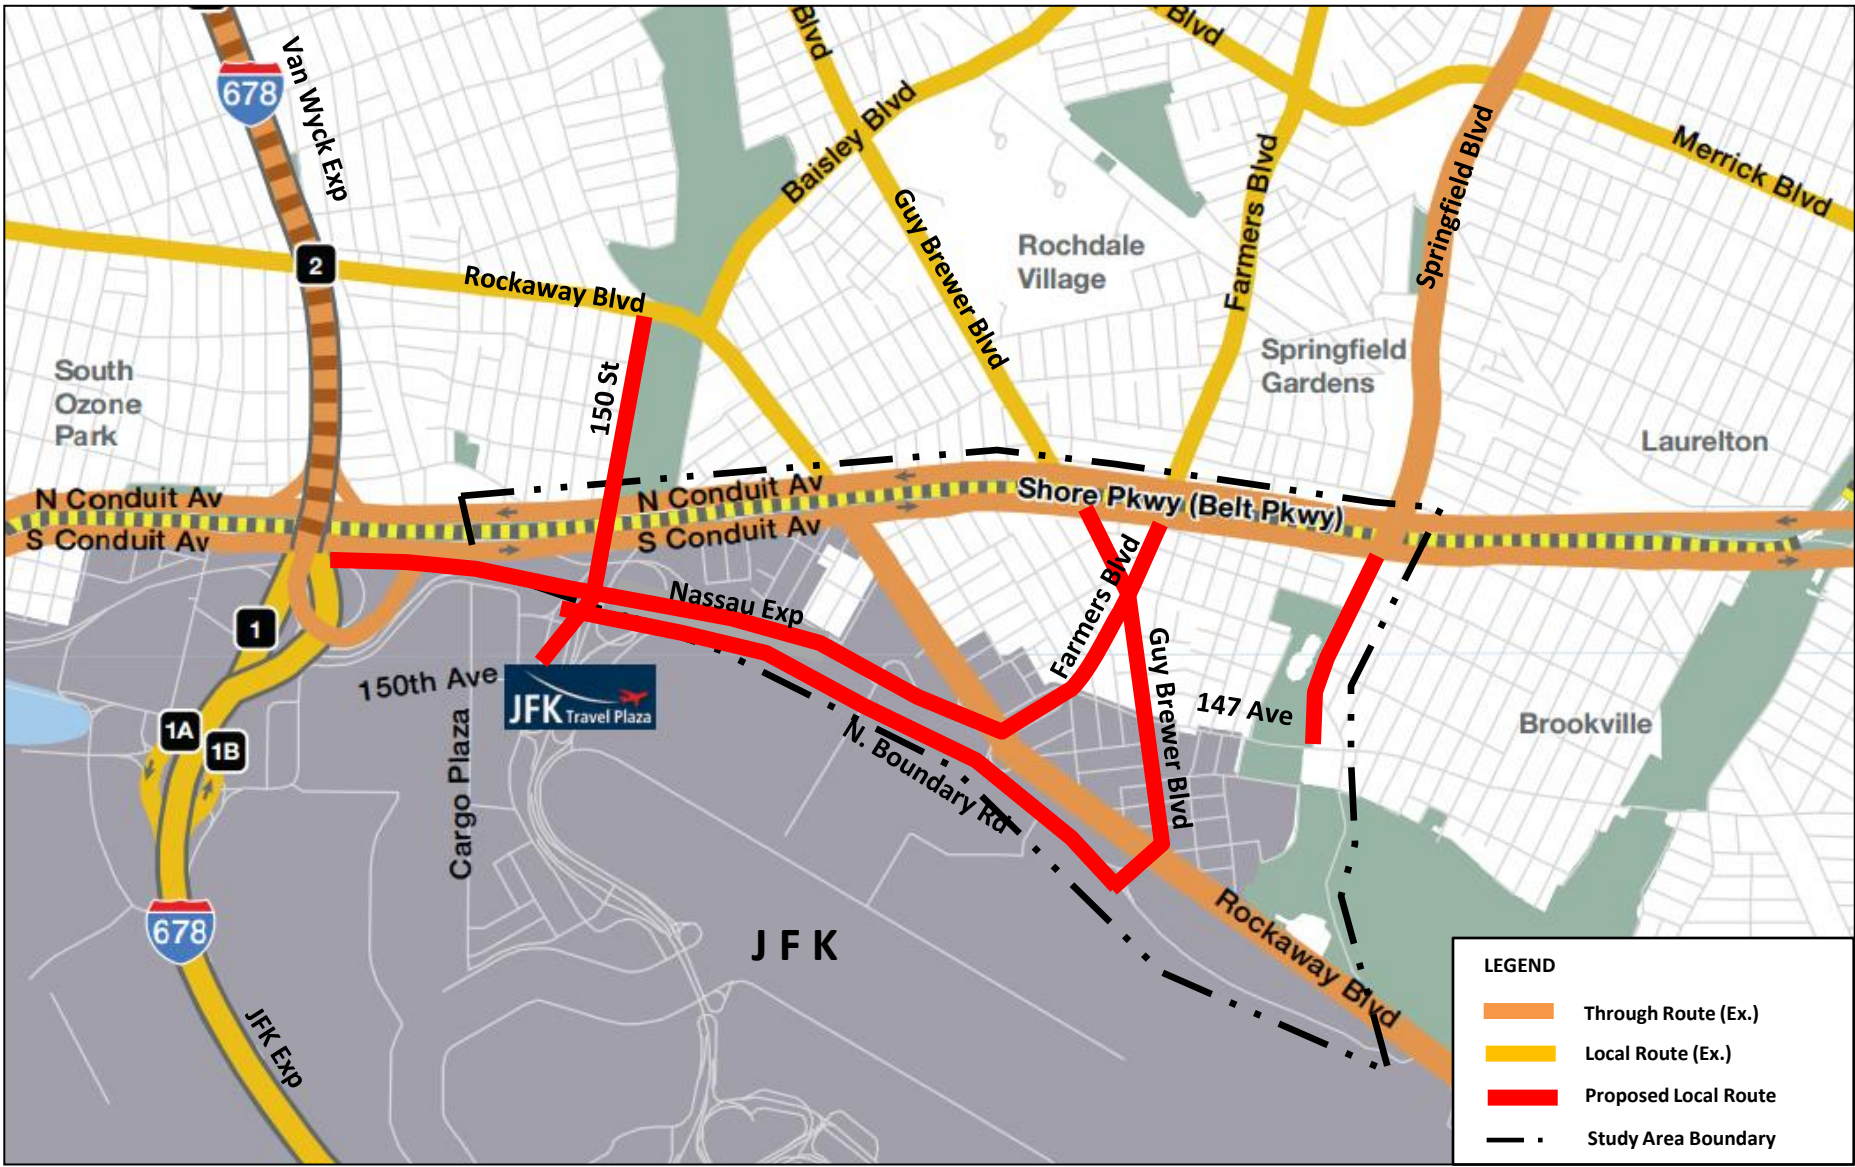 Blvd
Blvd
678
Van Wyck Exp
Baisley Blvd
Merrick Blvd
Springfield Blvd
Farmers Blvd
Guy Brewer Blvd
Rochdale
Village
2
Rockaway Blvd
150 St
South
Ozone
Park
Springfield
Gardens
Laurelton
N Conduit Av
S Conduit Av
N Conduit Av
S Conduit Av
Shore Pkwy (Belt Pkwy)
Nassau Exp
Farmers Blvd
Guy Brewer Blvd
1
150th Ave
JFK Travel Plaza
147 Ave
Brookville
1A
1B
Cargo Plaza
N. Boundary Rd
678
JFK
Rockaway Blvd
JFK Exp
LEGEND
Through Route (Ex.)
Local Route (Ex.)
Proposed Local Route
Study Area Boundary